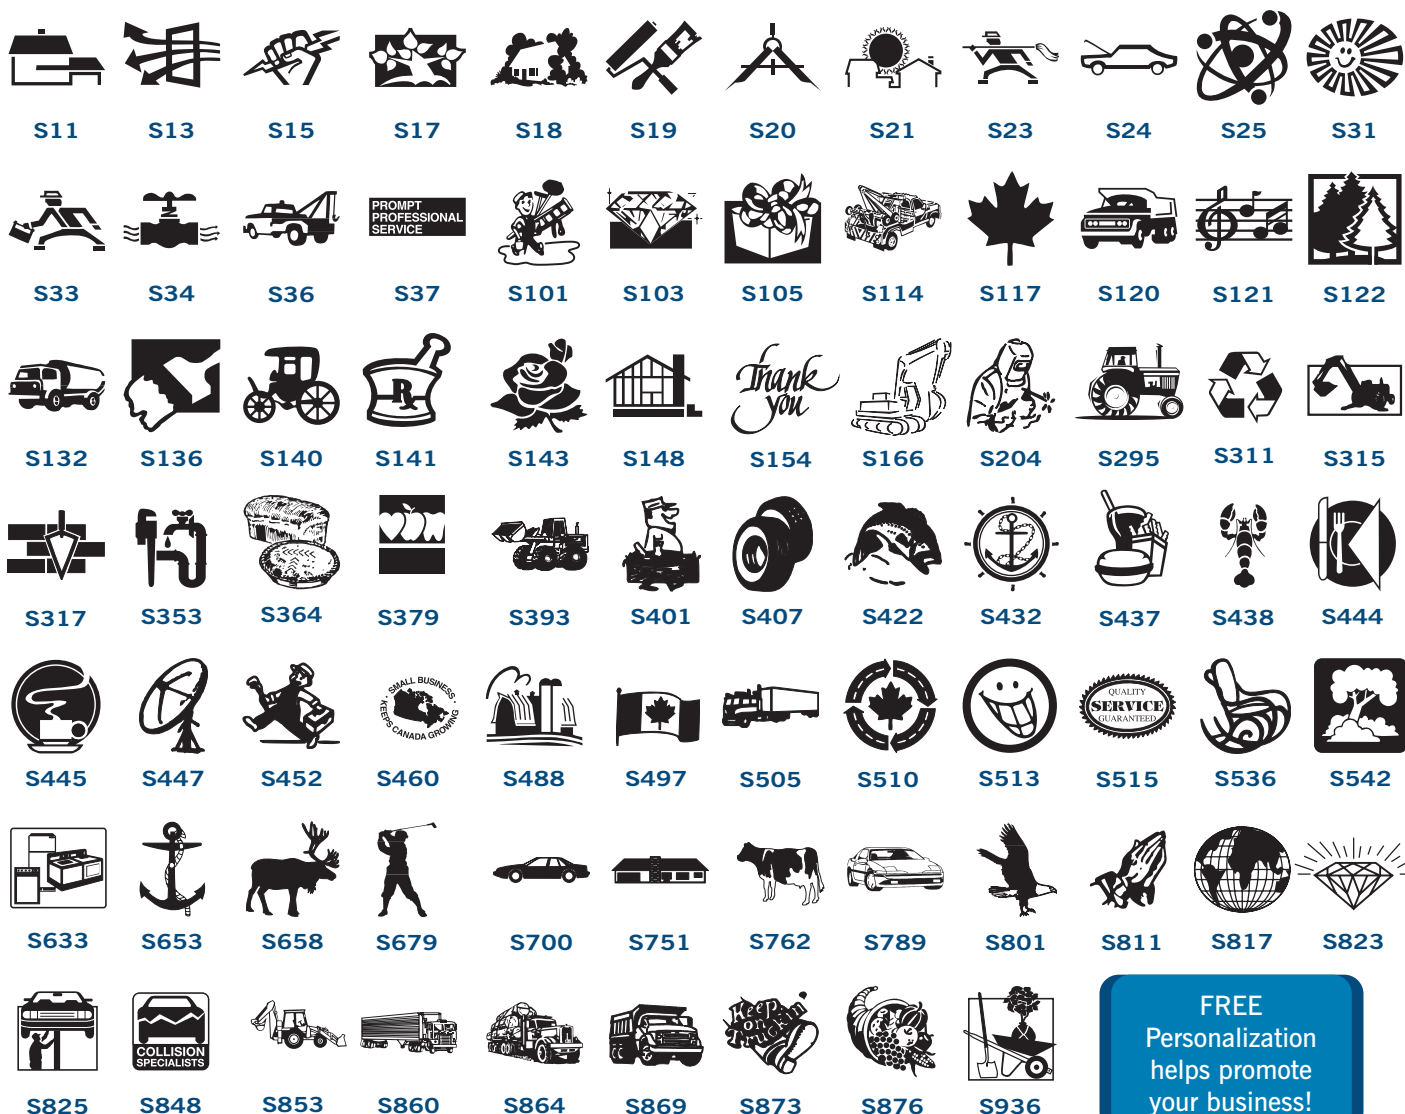 S11 S13 S15 S17 S18 S19 S20 S21 S23 S24 S25 S31
PROMPT
PROFESSIONAL
SERVICE
S33 S34 S36 S37 S101 S103 S105 S114 S117 S120 S121 S122
Rx
Thank
you
S132 S136 S140 S141 S143 S148 S154 S166 S204 S295 S311 S315
S317 S353 S364 S379 S393 S401 S407 S422 S432 S437 S438 S444
· SMALL BUSINESS ·
KEEPS CANADA GROWING
QUALITY
SERVICE
GUARANTEED
S445 S447 S452 S460 S488 S497 S505 S510 S513 S515 S536 S542
S633 S653 S658 S679 S700 S751 S762 S789 S801 S811 S817 S823
COLLISION
SPECIALISTS
Keep
on
Truckin'
S825 S848 S853 S860 S864 S869 S873 S876 S936
FREE
Personalization
helps promote
your business!